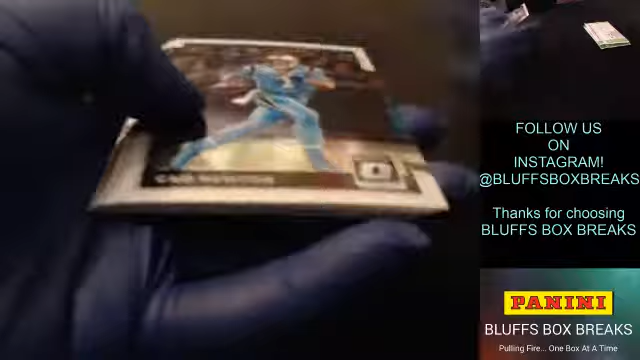 FOLLOW US
ON
INSTAGRAM!
@BLUFFSBOXBREAKS
Thanks for choosing
BLUFFS BOX BREAKS
PANINI
BLUFFS BOX BREAKS
Pulling Fire... One Box At A Time